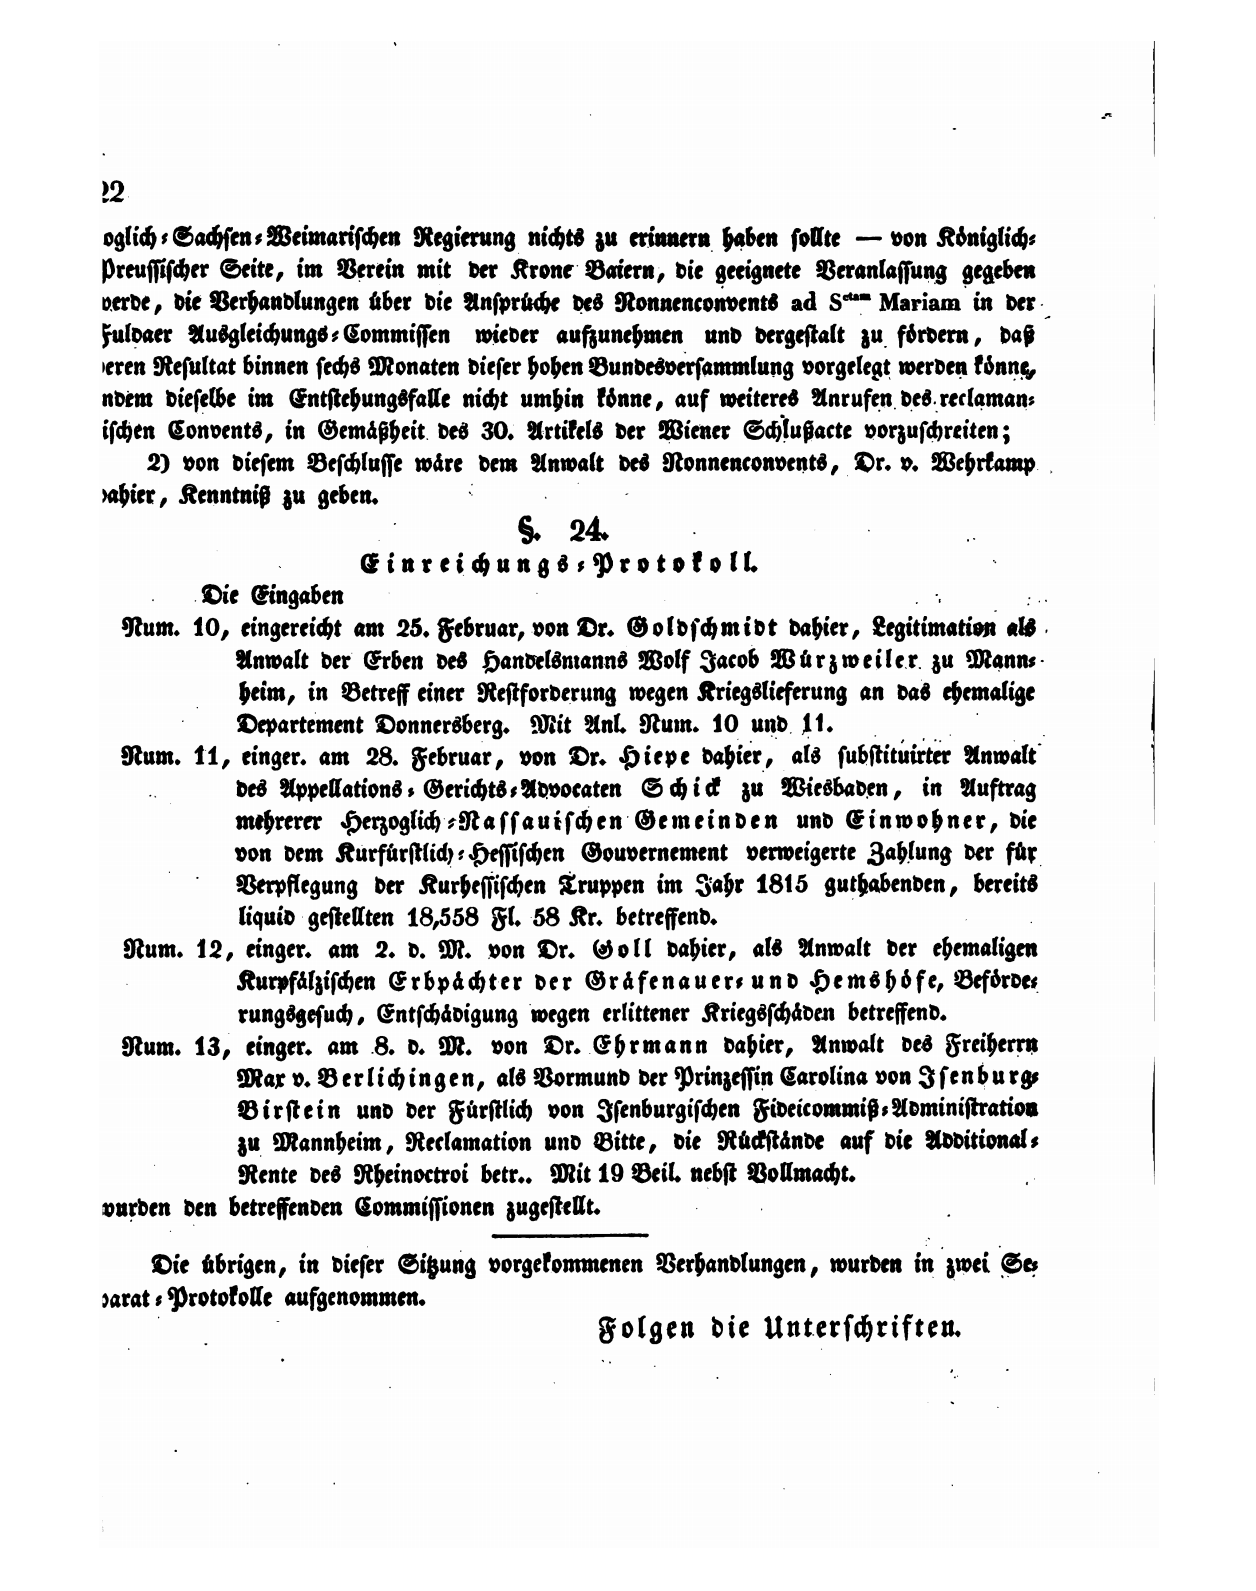 22
oglich-Sachsen-Weimarischen Regierung nichts zu erinnern haben sollte — von Königlich-
Preussischer Seite, im Verein mit der Krone Baiern, die geeignete Veranlassung gegeben
werde, die Verhandlungen über die Ansprüche des Nonnenconvents ad Sctam Mariam in der
Fuldaer Ausgleichungs-Commissen wieder aufzunehmen und dergestalt zu fördern, daß
eren Resultat binnen sechs Monaten dieser hohen Bundesversammlung vorgelegt werden könne,
ndem dieselbe im Entstehungsfalle nicht umhin könne, auf weiteres Anrufen des reclaman-
ischen Convents, in Gemäßheit des 30. Artikels der Wiener Schlußacte vorzuschreiten;
2) von diesem Beschlusse wäre dem Anwalt des Nonnenconvents, Dr. v. Wehrkamp
dahier, Kenntniß zu geben.
§. 24.
Einreichungs-Protokoll.
Die Eingaben
Num. 10, eingereicht am 25. Februar, von Dr. Goldschmidt dahier, Legitimation als
Anwalt der Erben des Handelsmanns Wolf Jacob Würzweiler zu Mann-
heim, in Betreff einer Restforderung wegen Kriegslieferung an das ehemalige
Departement Donnersberg. Mit Anl. Num. 10 und 11.
Num. 11, einger. am 28. Februar, von Dr. Hiepe dahier, als substituirter Anwalt
des Appellations-Gerichts-Advocaten Schick zu Wiesbaden, in Auftrag
mehrerer Herzoglich-Nassauischen Gemeinden und Einwohner, die
von dem Kurfürstlich-Hessischen Gouvernement verweigerte Zahlung der für
Verpflegung der Kurhessischen Truppen im Jahr 1815 guthabenden, bereits
liquid gestellten 18,558 Fl. 58 Kr. betreffend.
Num. 12, einger. am 2. d. M. von Dr. Goll dahier, als Anwalt der ehemaligen
Kurpfälzischen Erbpächter der Gräfenauer- und Hemshöfe, Beförde-
rungsgesuch, Entschädigung wegen erlittener Kriegsschäden betreffend.
Num. 13, einger. am 8. d. M. von Dr. Ehrmann dahier, Anwalt des Freiherrn
Max v. Berlichingen, als Vormund der Prinzessin Carolina von Isenburg-
Birstein und der Fürstlich von Isenburgischen Fideicommiß-Administration
zu Mannheim, Reclamation und Bitte, die Rückstände auf die Additional-
Rente des Rheinoctroi betr.. Mit 19 Beil. nebst Vollmacht.
wurden den betreffenden Commissionen zugestellt.
Die übrigen, in dieser Sitzung vorgekommenen Verhandlungen, wurden in zwei Se-
parat-Protokolle aufgenommen.
Folgen die Unterschriften.